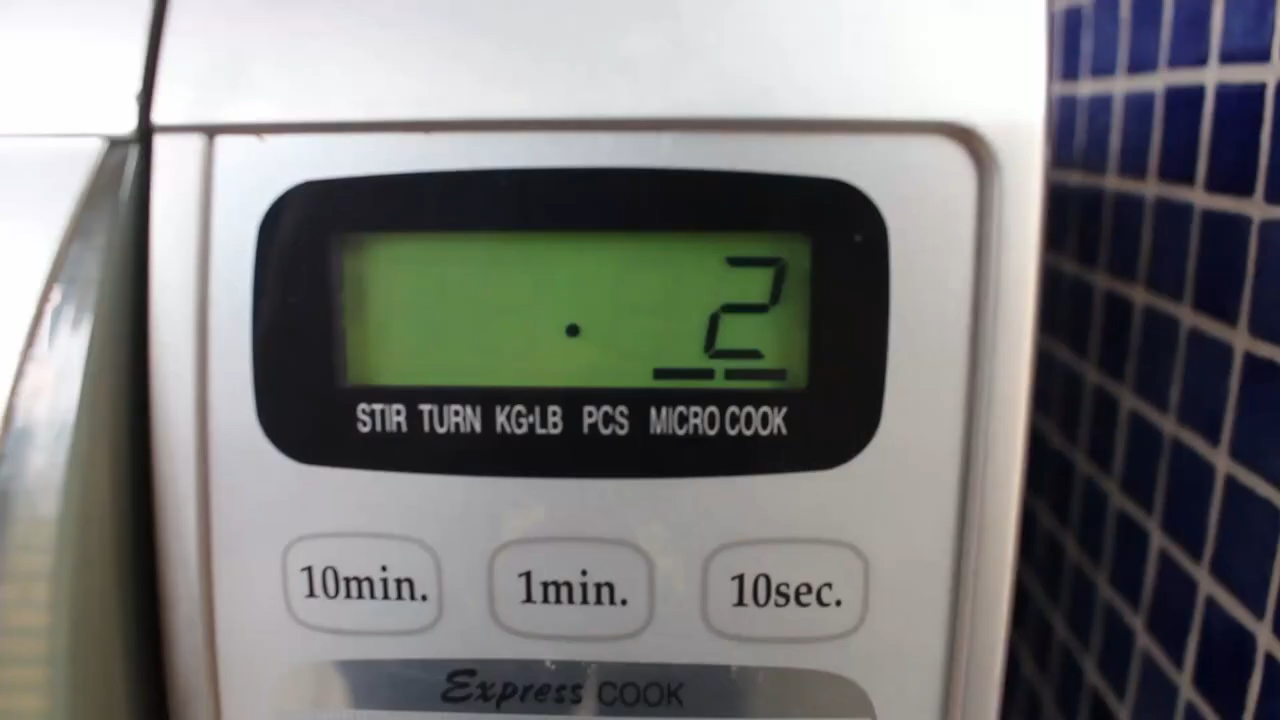 . 2
STIR TURN KG·LB PCS MICRO COOK
10min. 1min. 10sec.
Express COOK